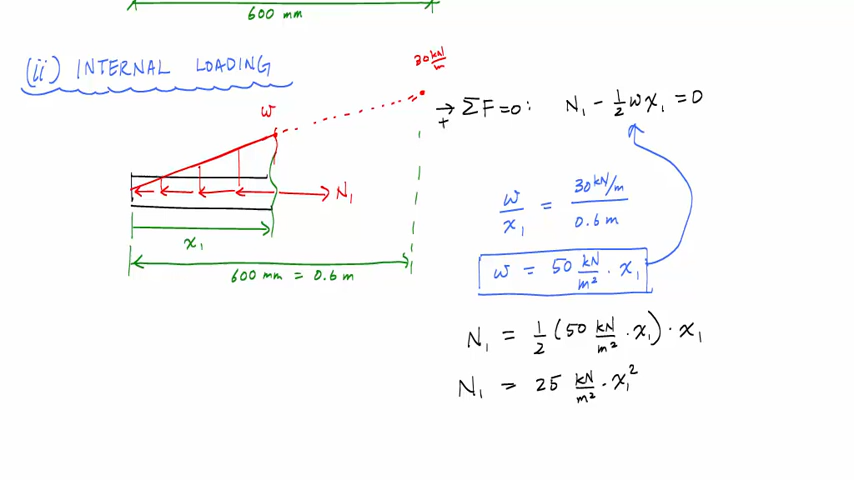 600 mm
(ii) INTERNAL LOADING
30 kN/m
w
→+ ΣF=0: N₁ - ½wx₁ = 0
N₁
w/x₁ = 30 kN/m / 0.6 m
x₁
600 mm = 0.6 m
w = 50 kN/m² · x₁
N₁ = ½ (50 kN/m² · x₁) · x₁
N₁ = 25 kN/m² · x₁²